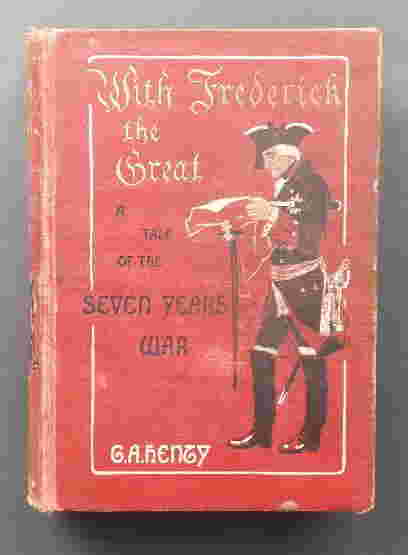 With Frederick
the
Great
A
TALE
OF THE
SEVEN YEARS
WAR
G.A. HENTY